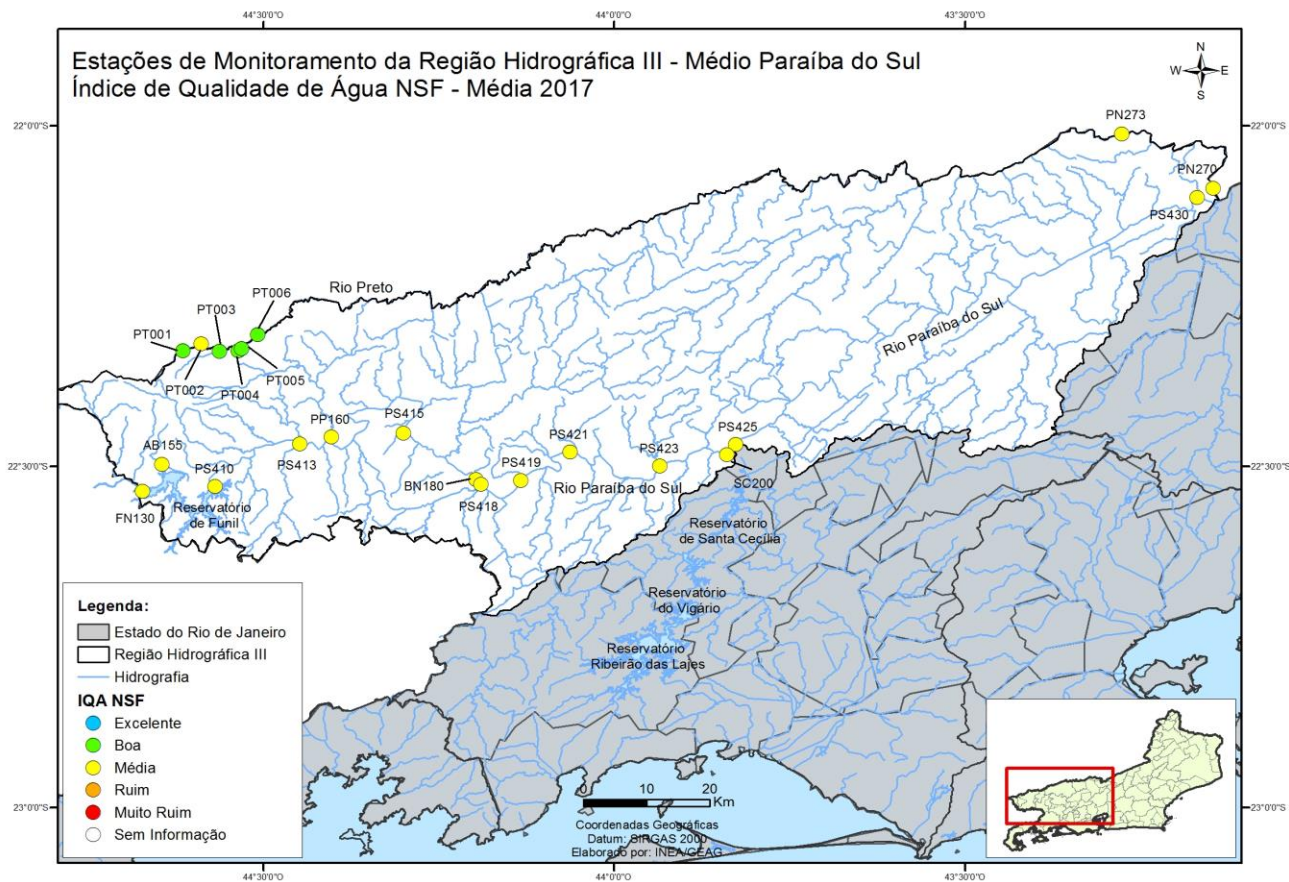 44°30'0"O
44°0'0"O
43°30'0"O
Estações de Monitoramento da Região Hidrográfica III - Médio Paraíba do Sul
Índice de Qualidade de Água NSF - Média 2017
N
W
E
S
22°0'0"S
22°0'0"S
PN273
PN270
PS430
Rio Preto
PT006
PT003
PT001
PT002
PT004
PT005
Rio Paraíba do Sul
PP160
PS415
PS413
AB155
PS410
FN130
Reservatório
de Funil
BN180
PS418
PS419
PS421
PS423
PS425
SC200
Rio Paraíba do Sul
22°30'0"S
22°30'0"S
Reservatório
de Santa Cecília
Reservatório
do Vigário
Reservatório
Ribeirão das Lajes
Legenda:
Estado do Rio de Janeiro
Região Hidrográfica III
Hidrografia
IQA NSF
Excelente
Boa
Média
Ruim
Muito Ruim
Sem Informação
0
10
20
Km
Coordenadas Geográficas
Datum: SIRGAS 2000
Elaborado por: INEA/GEAG
23°0'0"S
23°0'0"S
44°30'0"O
44°0'0"O
43°30'0"O